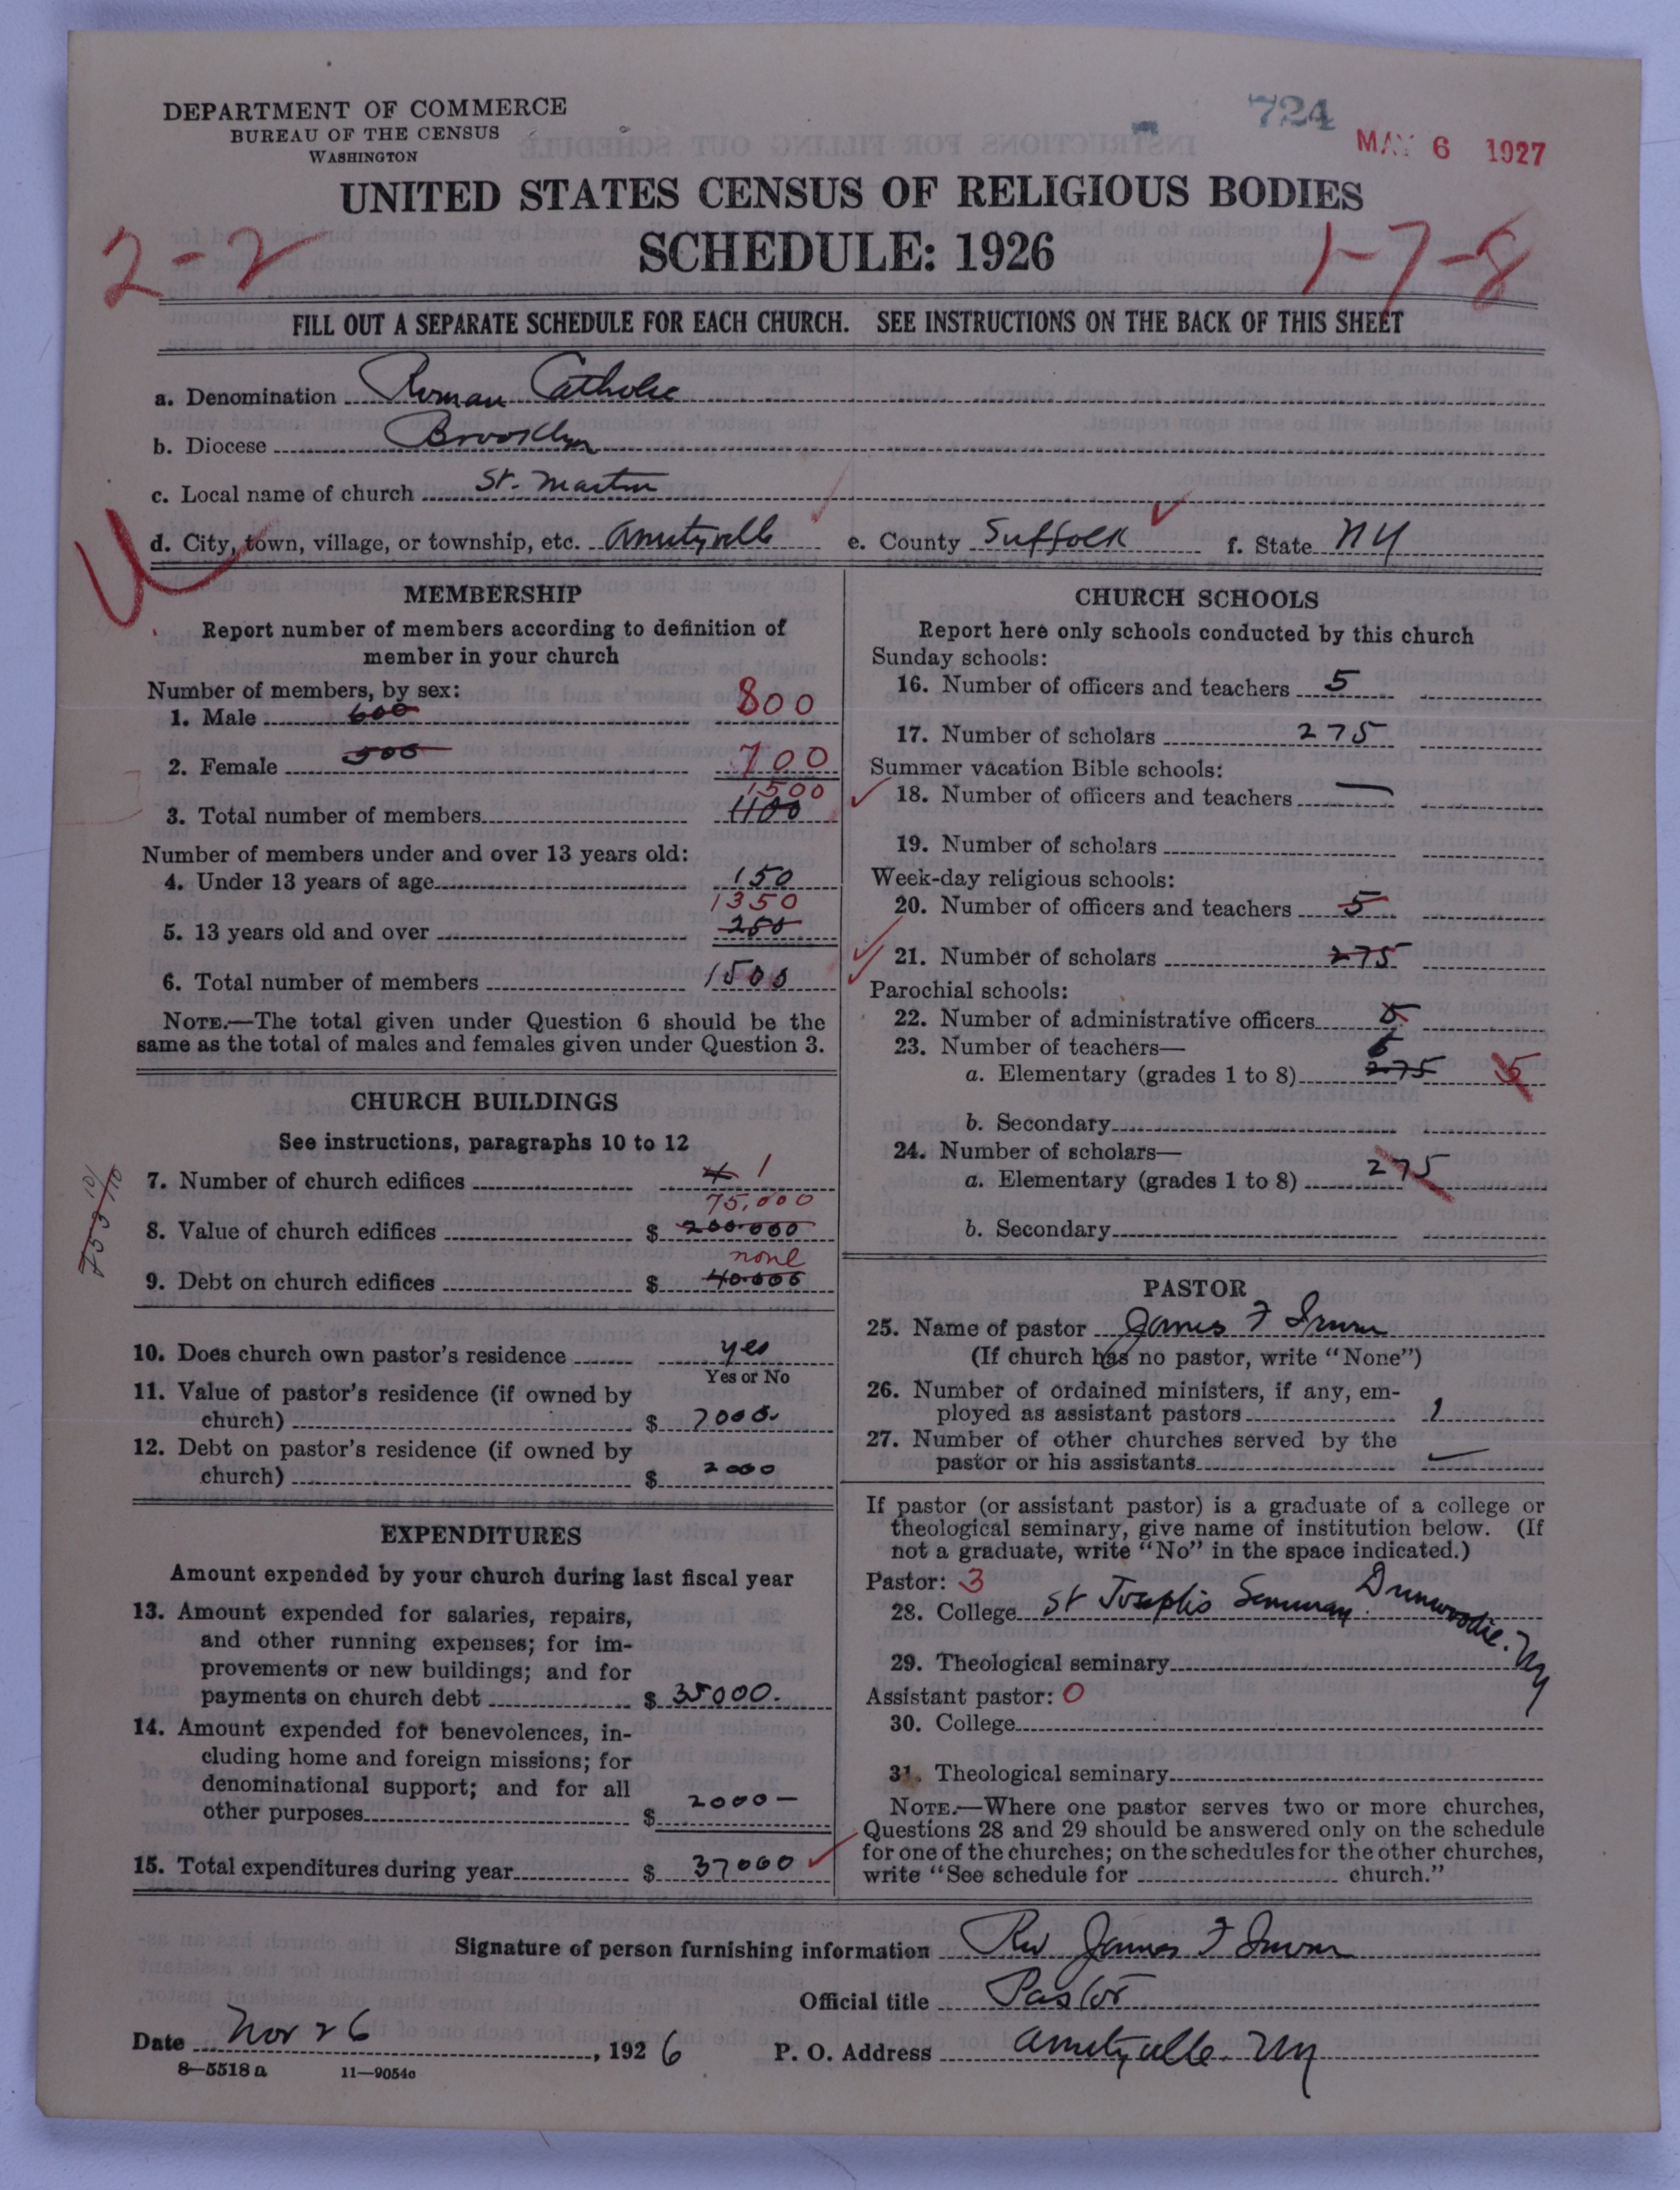 DEPARTMENT OF COMMERCE
BUREAU OF THE CENSUS
WASHINGTON
724
MAY 6 1927
UNITED STATES CENSUS OF RELIGIOUS BODIES
SCHEDULE: 1926
2-2
1-7-8
FILL OUT A SEPARATE SCHEDULE FOR EACH CHURCH. SEE INSTRUCTIONS ON THE BACK OF THIS SHEET
a. Denomination Roman Catholic
b. Diocese Brooklyn
c. Local name of church St. Martin
d. City, town, village, or township, etc. Amityville e. County Suffolk f. State NY
MEMBERSHIP
Report number of members according to definition of
member in your church
Number of members, by sex:
1. Male 600 800
2. Female 500 700
1500
3. Total number of members 1100
Number of members under and over 13 years old:
4. Under 13 years of age 150
1350
5. 13 years old and over 250
6. Total number of members 1500
NOTE.—The total given under Question 6 should be the
same as the total of males and females given under Question 3.
CHURCH BUILDINGS
See instructions, paragraphs 10 to 12
7. Number of church edifices 4 1
75,000
8. Value of church edifices $ 200.000
none
9. Debt on church edifices $ 40.000
10. Does church own pastor's residence yes
Yes or No
11. Value of pastor's residence (if owned by
church) $ 7000.
12. Debt on pastor's residence (if owned by
church) $ 2000
EXPENDITURES
Amount expended by your church during last fiscal year
13. Amount expended for salaries, repairs,
and other running expenses; for im-
provements or new buildings; and for
payments on church debt $ 35000.
14. Amount expended for benevolences, in-
cluding home and foreign missions; for
denominational support; and for all
other purposes $ 2000—
15. Total expenditures during year $ 37000
CHURCH SCHOOLS
Report here only schools conducted by this church
Sunday schools:
16. Number of officers and teachers 5
17. Number of scholars 275
Summer vacation Bible schools:
18. Number of officers and teachers —
19. Number of scholars
Week-day religious schools:
20. Number of officers and teachers 5
21. Number of scholars 275
Parochial schools:
22. Number of administrative officers 5
23. Number of teachers—
a. Elementary (grades 1 to 8) 275 5
b. Secondary
24. Number of scholars—
a. Elementary (grades 1 to 8) 275
b. Secondary
PASTOR
25. Name of pastor James F Irwin
(If church has no pastor, write "None")
26. Number of ordained ministers, if any, em-
ployed as assistant pastors 1
27. Number of other churches served by the
pastor or his assistants —
If pastor (or assistant pastor) is a graduate of a college or
theological seminary, give name of institution below. (If
not a graduate, write "No" in the space indicated.)
Pastor: 3
28. College St Josephs Seminary Dunwoodie. NY
29. Theological seminary
Assistant pastor: 0
30. College
31. Theological seminary
NOTE.—Where one pastor serves two or more churches,
Questions 28 and 29 should be answered only on the schedule
for one of the churches; on the schedules for the other churches,
write "See schedule for church."
Signature of person furnishing information Rev James F Irwin
Official title Pastor
Date Nov 26, 1926 P. O. Address Amityville. NY
8—5518 a 11—9054c